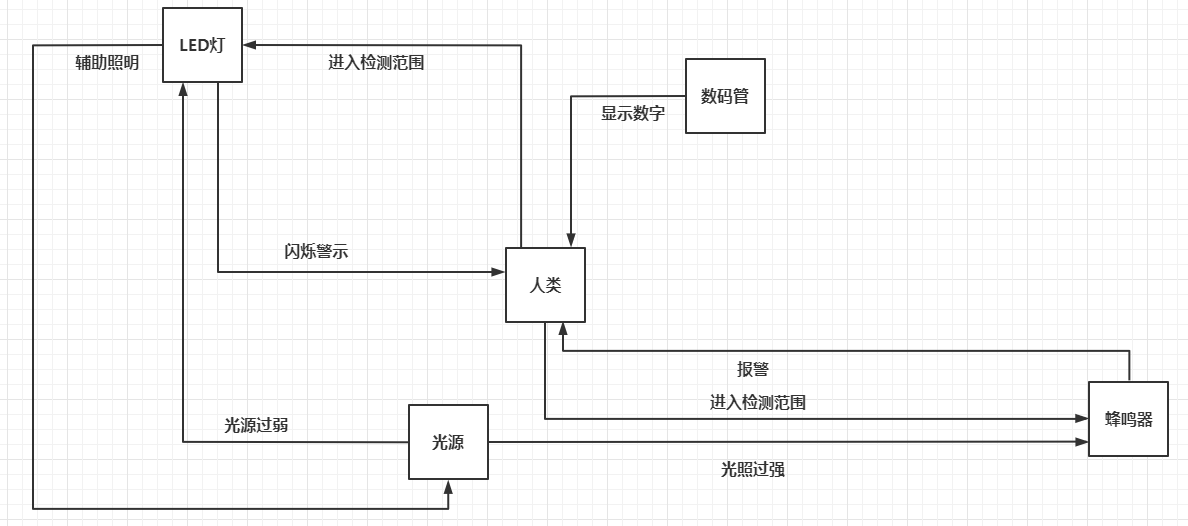 LED灯
辅助照明
进入检测范围
数码管
显示数字
闪烁警示
人类
报警
进入检测范围
蜂鸣器
光源过弱
光源
光照过强